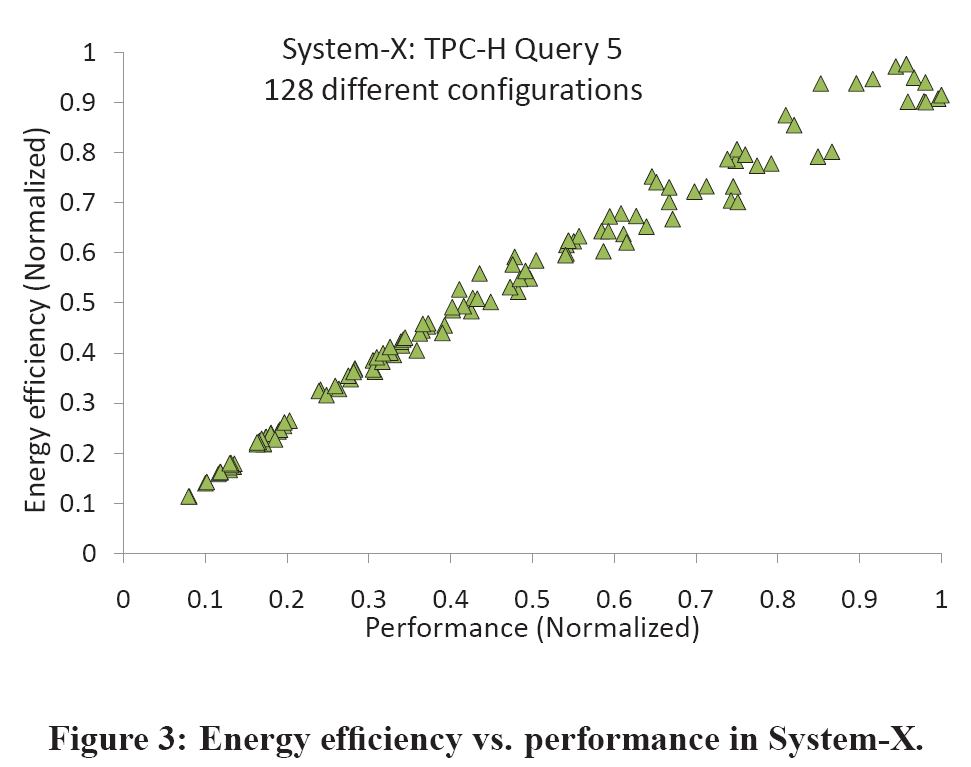 System-X: TPC-H Query 5
128 different configurations
Energy efficiency (Normalized)
1
0.9
0.8
0.7
0.6
0.5
0.4
0.3
0.2
0.1
0
0 0.1 0.2 0.3 0.4 0.5 0.6 0.7 0.8 0.9 1
Performance (Normalized)
Figure 3: Energy efficiency vs. performance in System-X.